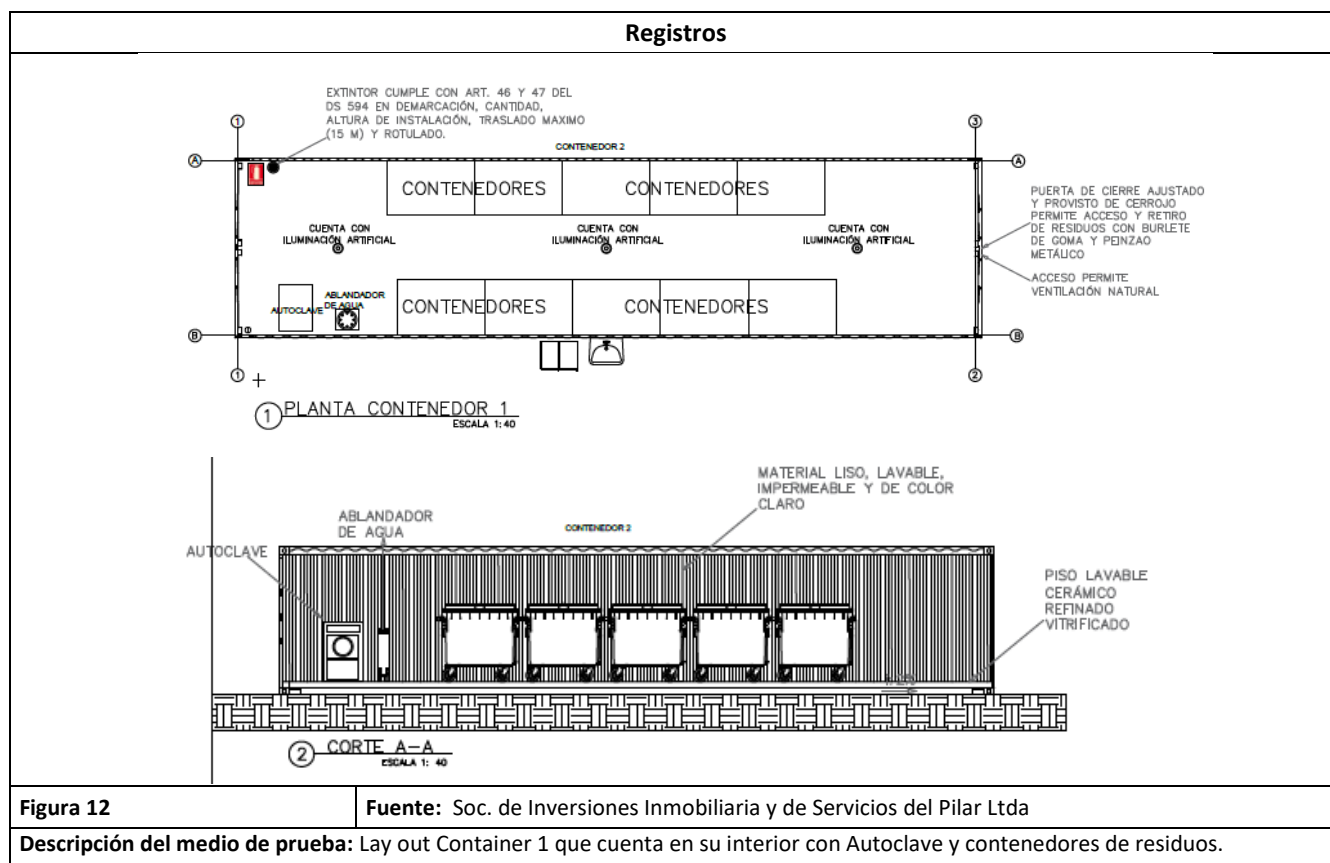 Registros
EXTINTOR CUMPLE CON ART. 46 Y 47 DEL
DS 594 EN DEMARCACIÓN, CANTIDAD,
ALTURA DE INSTALACIÓN, TRASLADO MAXIMO
(15 M) Y ROTULADO.
1
3
CONTENEDOR 2
A
A
CONTENEDORES
CONTENEDORES
PUERTA DE CIERRE AJUSTADO
Y PROVISTO DE CERROJO
PERMITE ACCESO Y RETIRO
DE RESIDUOS CON BURLETE
DE GOMA Y PEINZAO
METÁLICO
CUENTA CON
ILUMINACIÓN ARTIFICIAL
CUENTA CON
ILUMINACIÓN ARTIFICIAL
CUENTA CON
ILUMINACIÓN ARTIFICIAL
ACCESO PERMITE
VENTILACIÓN NATURAL
AUTOCLAVE
ABLANDADOR
DE AGUA
CONTENEDORES
CONTENEDORES
B
B
1
2
1 PLANTA CONTENEDOR 1
ESCALA 1:40
MATERIAL LISO, LAVABLE,
IMPERMEABLE Y DE COLOR
CLARO
ABLANDADOR
DE AGUA
CONTENEDOR 2
AUTOCLAVE
PISO LAVABLE
CERÁMICO
REFINADO
VITRIFICADO
2 CORTE A-A
ESCALA 1: 40
Figura 12
Fuente: Soc. de Inversiones Inmobiliaria y de Servicios del Pilar Ltda
Descripción del medio de prueba: Lay out Container 1 que cuenta en su interior con Autoclave y contenedores de residuos.